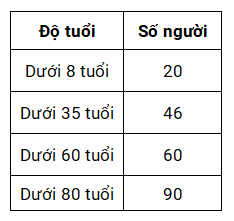 Độ tuổi Số người
Dưới 8 tuổi 20
Dưới 35 tuổi 46
Dưới 60 tuổi 60
Dưới 80 tuổi 90